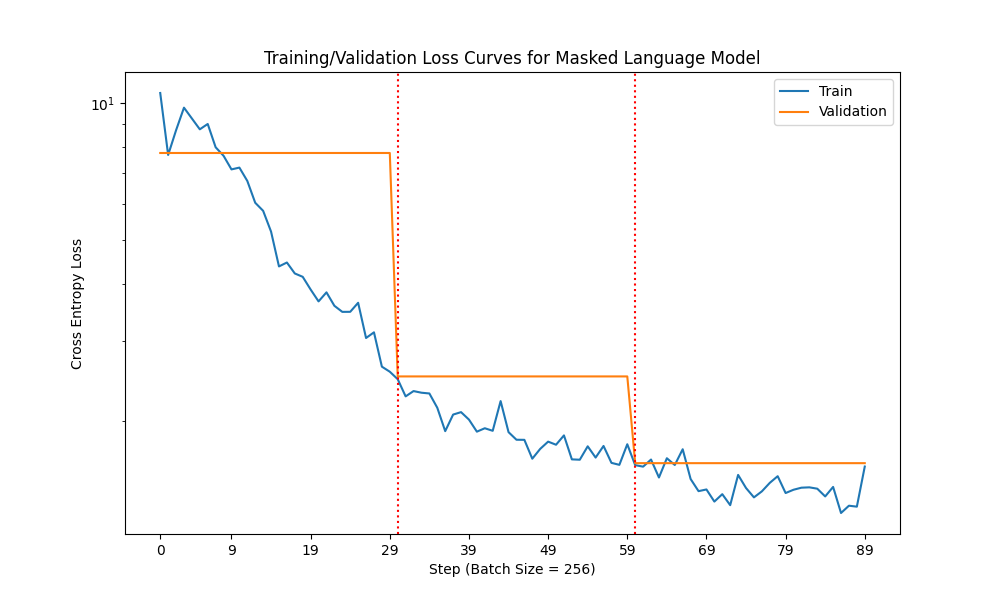 Training/Validation Loss Curves for Masked Language Model
Train
Validation
10¹
Cross Entropy Loss
0 9 19 29 39 49 59 69 79 89
Step (Batch Size = 256)